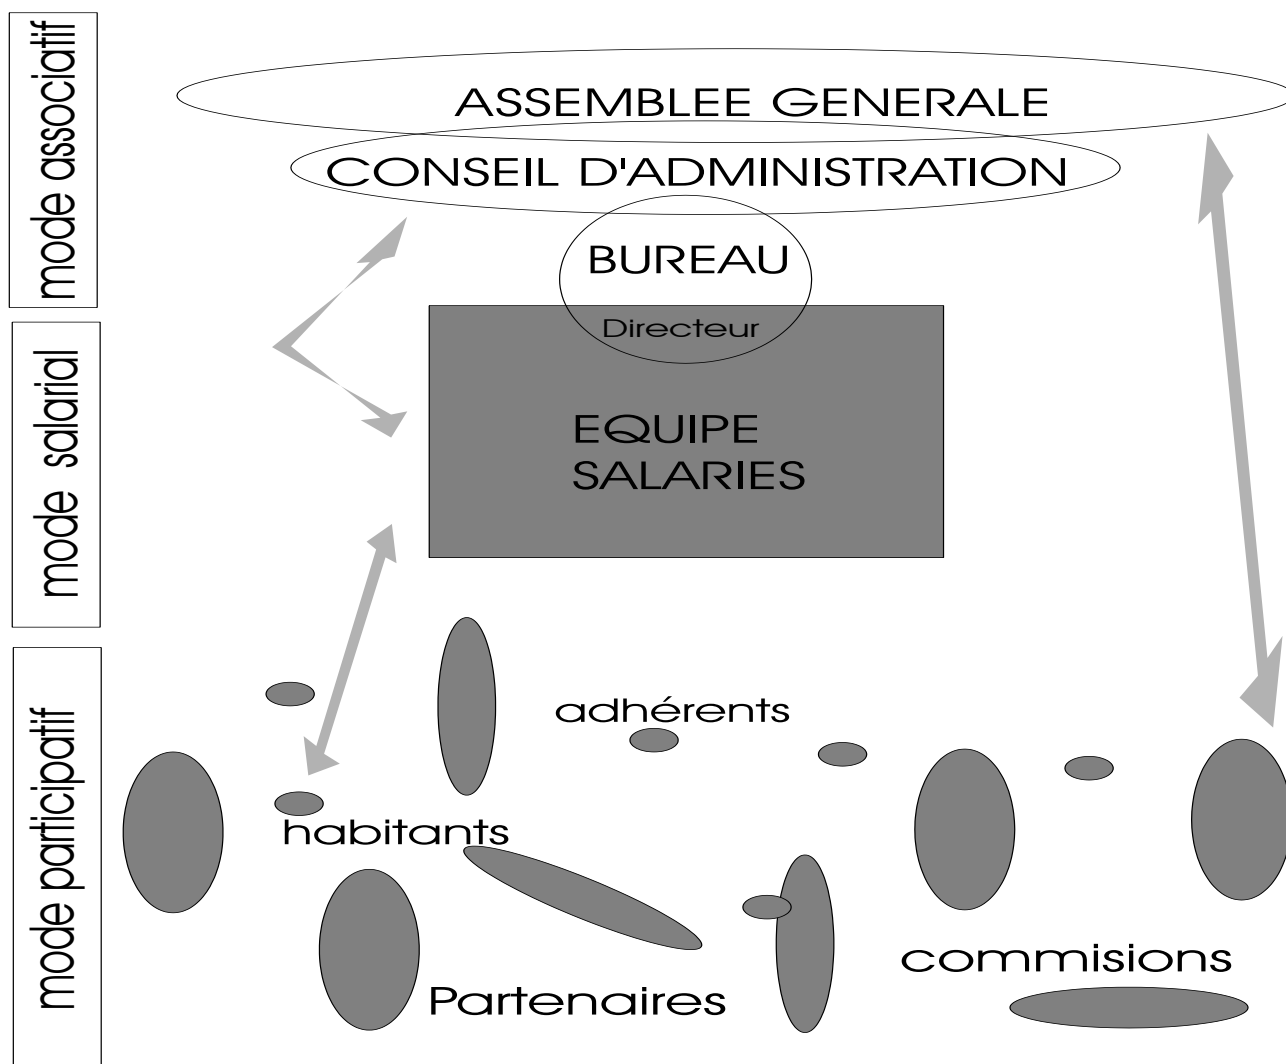 mode associatif
ASSEMBLEE GENERALE
CONSEIL D'ADMINISTRATION
BUREAU
mode salarial
Directeur
EQUIPE
SALARIES
mode participatif
adhérents
habitants
commisions
Partenaires